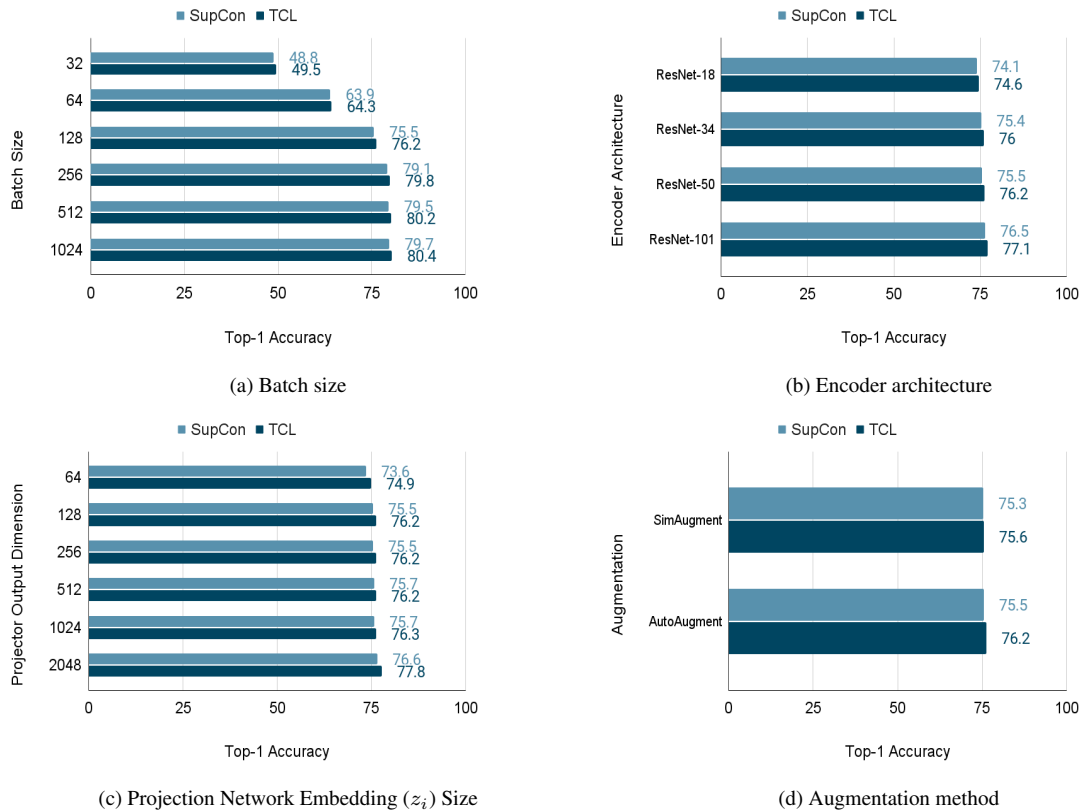 SupCon TCL
Batch Size
32 48.8
49.5
64 63.9
64.3
128 75.5
76.2
256 79.1
79.8
512 79.5
80.2
1024 79.7
80.4
0 25 50 75 100
Top-1 Accuracy
(a) Batch size
SupCon TCL
Encoder Architecture
ResNet-18 74.1
74.6
ResNet-34 75.4
76
ResNet-50 75.5
76.2
ResNet-101 76.5
77.1
0 25 50 75 100
Top-1 Accuracy
(b) Encoder architecture
SupCon TCL
Projector Output Dimension
64 73.6
74.9
128 75.5
76.2
256 75.5
76.2
512 75.7
76.2
1024 75.7
76.3
2048 76.6
77.8
0 25 50 75 100
Top-1 Accuracy
(c) Projection Network Embedding (z_i) Size
SupCon TCL
Augmentation
SimAugment 75.3
75.6
AutoAugment 75.5
76.2
0 25 50 75 100
Top-1 Accuracy
(d) Augmentation method